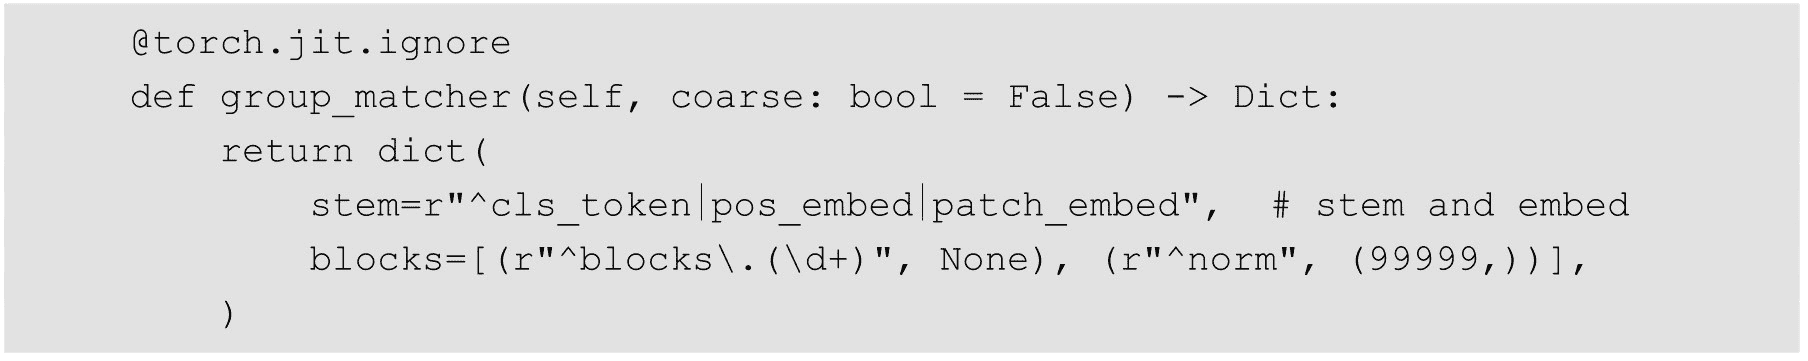 @torch.jit.ignore
def group_matcher(self, coarse: bool = False) -> Dict:
    return dict(
        stem=r"^cls_token|pos_embed|patch_embed",  # stem and embed
        blocks=[(r"^blocks\.(\d+)", None), (r"^norm", (99999,))],
    )